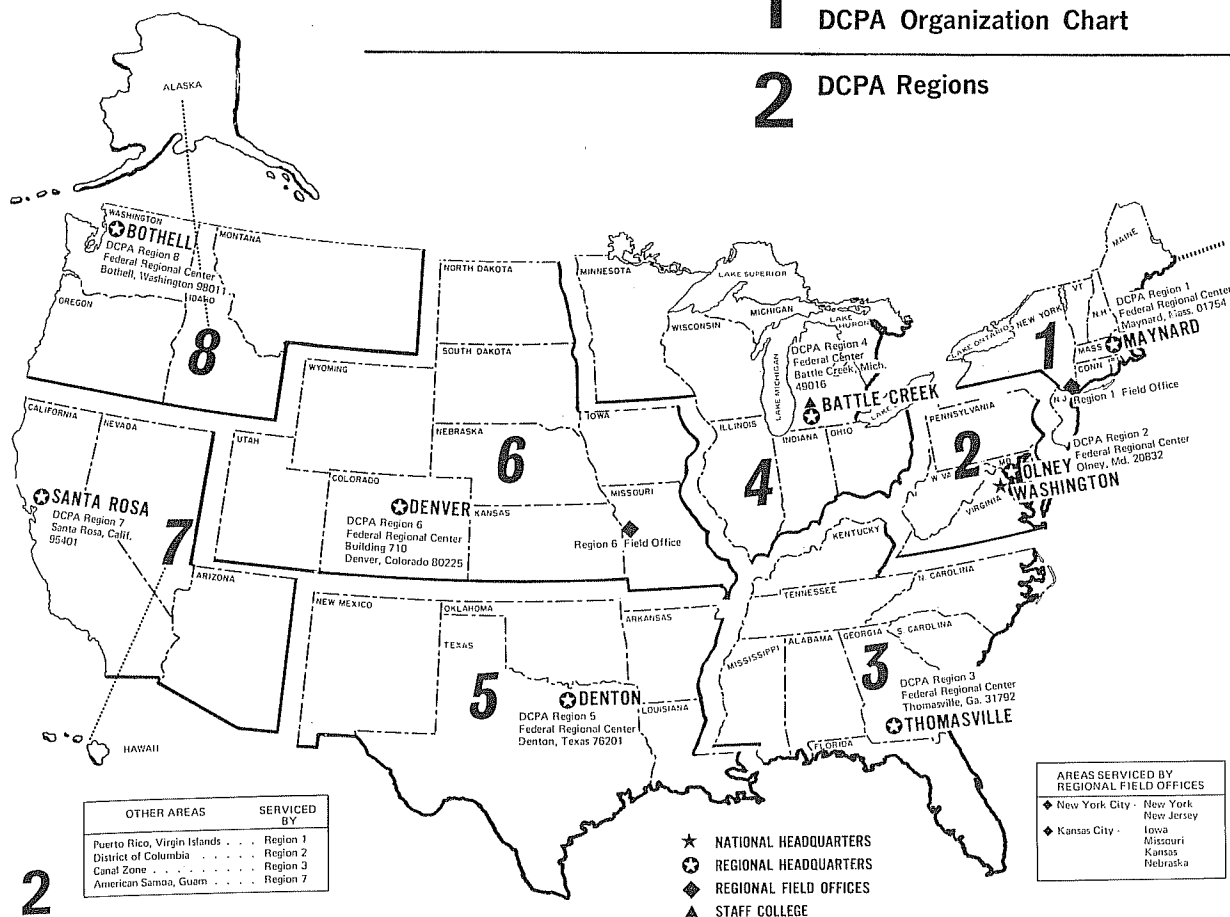 1 DCPA Organization Chart
2 DCPA Regions
ALASKA
WASHINGTON
BOTHELL
DCPA Region 8
Federal Regional Center
Bothell, Washington 98011
MONTANA
OREGON
IDAHO
8
NORTH DAKOTA
SOUTH DAKOTA
WYOMING
NEBRASKA
6
UTAH
COLORADO
DENVER
DCPA Region 6
Federal Regional Center
Building 710
Denver, Colorado 80225
KANSAS
MINNESOTA
IOWA
MISSOURI
Region 6 Field Office
CALIFORNIA
NEVADA
SANTA ROSA
DCPA Region 7
Santa Rosa, Calif.
95401
7
ARIZONA
HAWAII
NEW MEXICO
OKLAHOMA
TEXAS
ARKANSAS
LOUISIANA
5
DENTON
DCPA Region 5
Federal Regional Center
Denton, Texas 76201
LAKE SUPERIOR
WISCONSIN
MICHIGAN
LAKE HURON
LAKE MICHIGAN
DCPA Region 4
Federal Center
Battle Creek, Mich.
49016
BATTLE CREEK
LAKE
ILLINOIS
INDIANA
OHIO
4
MAINE
VT
N.H.
NEW YORK
LAKE ONTARIO
MASS
CONN
1
DCPA Region 1
Federal Regional Center
Maynard, Mass. 01754
MAYNARD
N.J.
Region 1 Field Office
PENNSYLVANIA
2
MD
W VA
VIRGINIA
DCPA Region 2
Federal Regional Center
Olney, Md. 20832
OLNEY
WASHINGTON
KENTUCKY
TENNESSEE
N. CAROLINA
S. CAROLINA
MISSISSIPPI
ALABAMA
GEORGIA
FLORIDA
3
DCPA Region 3
Federal Regional Center
Thomasville, Ga. 31792
THOMASVILLE
OTHER AREAS SERVICED BY
Puerto Rico, Virgin Islands . . . Region 1
District of Columbia . . . . . Region 2
Canal Zone . . . . . . . . . Region 3
American Samoa, Guam . . . . Region 7
NATIONAL HEADQUARTERS
REGIONAL HEADQUARTERS
REGIONAL FIELD OFFICES
STAFF COLLEGE
AREAS SERVICED BY
REGIONAL FIELD OFFICES
New York City - New York
New Jersey
Kansas City - Iowa
Missouri
Kansas
Nebraska
2